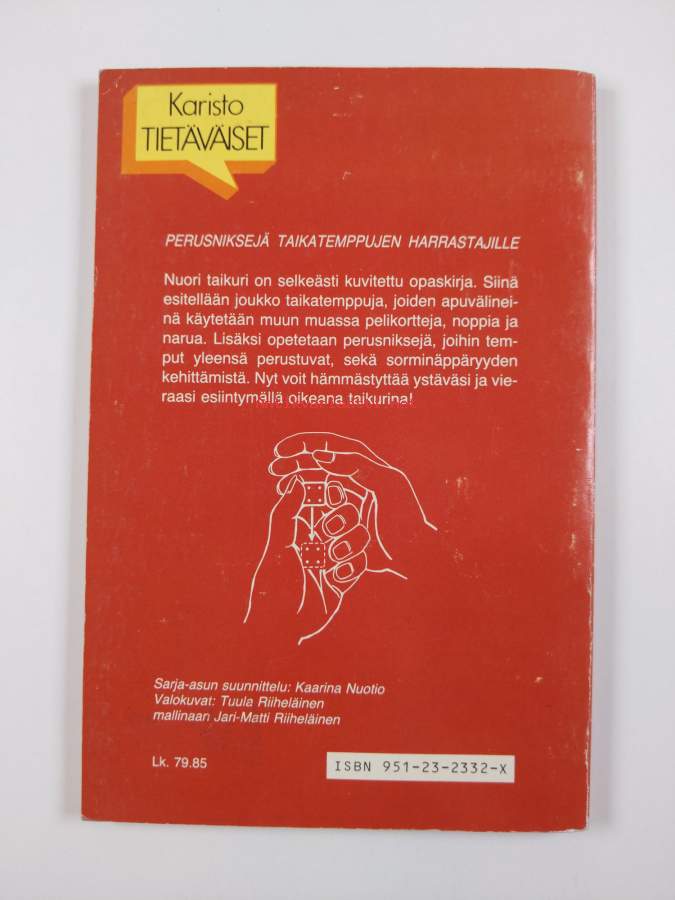 Karisto
TIETÄVÄISET
PERUSNIKSEJÄ TAIKATEMPPUJEN HARRASTAJILLE
Nuori taikuri on selkeästi kuvitettu opaskirja. Siinä
esitellään joukko taikatemppuja, joiden apuvälinei-
nä käytetään muun muassa pelikortteja, noppia ja
narua. Lisäksi opetetaan perusniksejä, joihin tem-
put yleensä perustuvat, sekä sorminäppäryyden
kehittämistä. Nyt voit hämmästyttää ystäväsi ja vie-
raasi esiintymällä oikeana taikurina!
Sarja-asun suunnittelu: Kaarina Nuotio
Valokuvat: Tuula Riiheläinen
mallinaan Jari-Matti Riiheläinen
Lk. 79.85
ISBN 951-23-2332-X